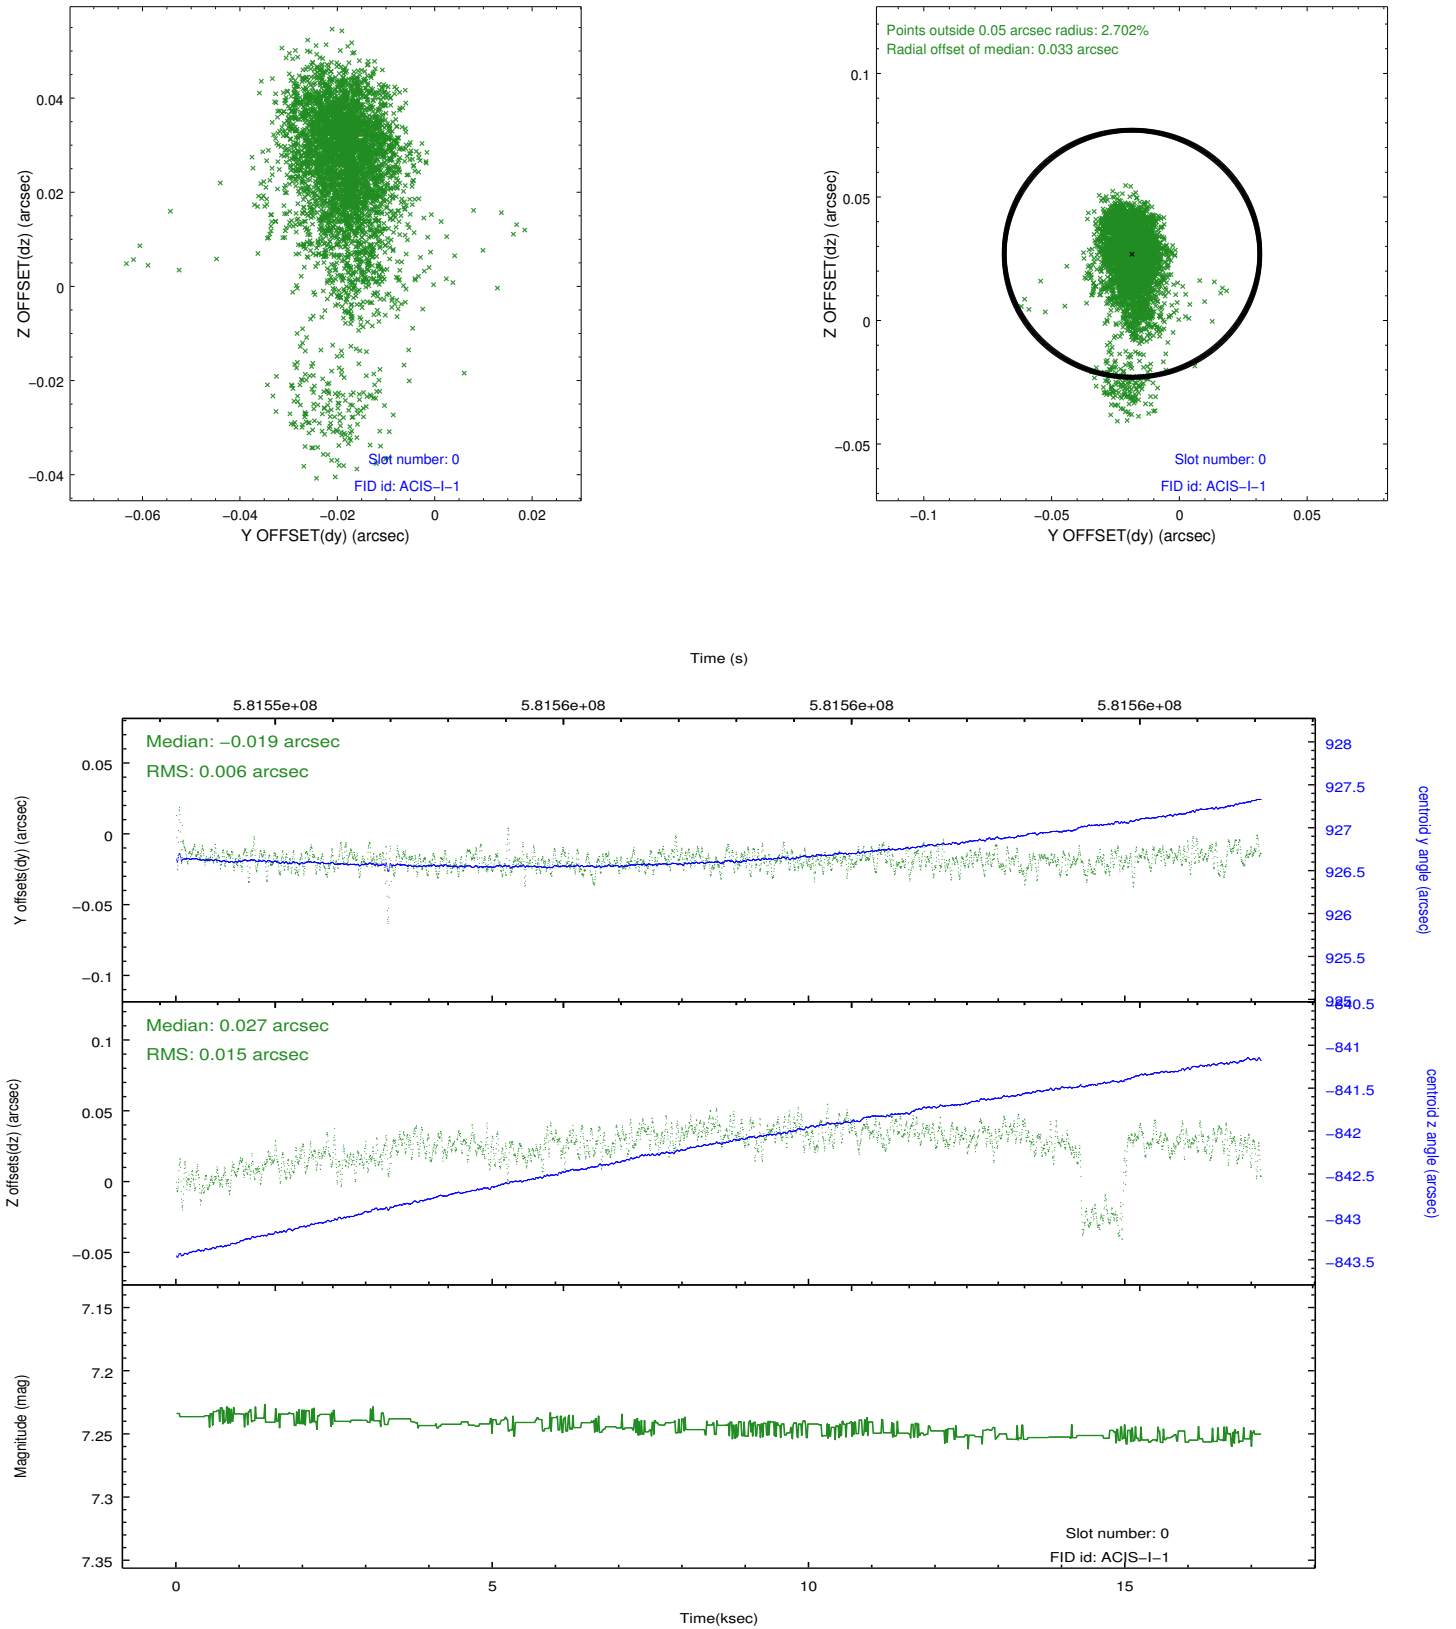 0.04
0.02
0
−0.02
−0.04
Z OFFSET(dz) (arcsec)
−0.06
−0.04
−0.02
0
0.02
Y OFFSET(dy) (arcsec)
Slot number: 0
FID id: ACIS−I−1
Points outside 0.05 arcsec radius: 2.702%
Radial offset of median: 0.033 arcsec
0.1
0.05
0
−0.05
Z OFFSET(dz) (arcsec)
−0.1
−0.05
0
0.05
Y OFFSET(dy) (arcsec)
Slot number: 0
FID id: ACIS−I−1
Time (s)
5.8155e+08
5.8156e+08
5.8156e+08
5.8156e+08
Median: −0.019 arcsec
RMS: 0.006 arcsec
0.05
0
−0.05
−0.1
Y offsets(dy) (arcsec)
928
927.5
927
926.5
926
925.5
925
centroid y angle (arcsec)
Median: 0.027 arcsec
RMS: 0.015 arcsec
0.1
0.05
0
−0.05
Z offsets(dz) (arcsec)
−840.5
−841
−841.5
−842
−842.5
−843
−843.5
centroid z angle (arcsec)
7.15
7.2
7.25
7.3
7.35
Magnitude (mag)
Slot number: 0
FID id: ACIS−I−1
0
5
10
15
Time(ksec)